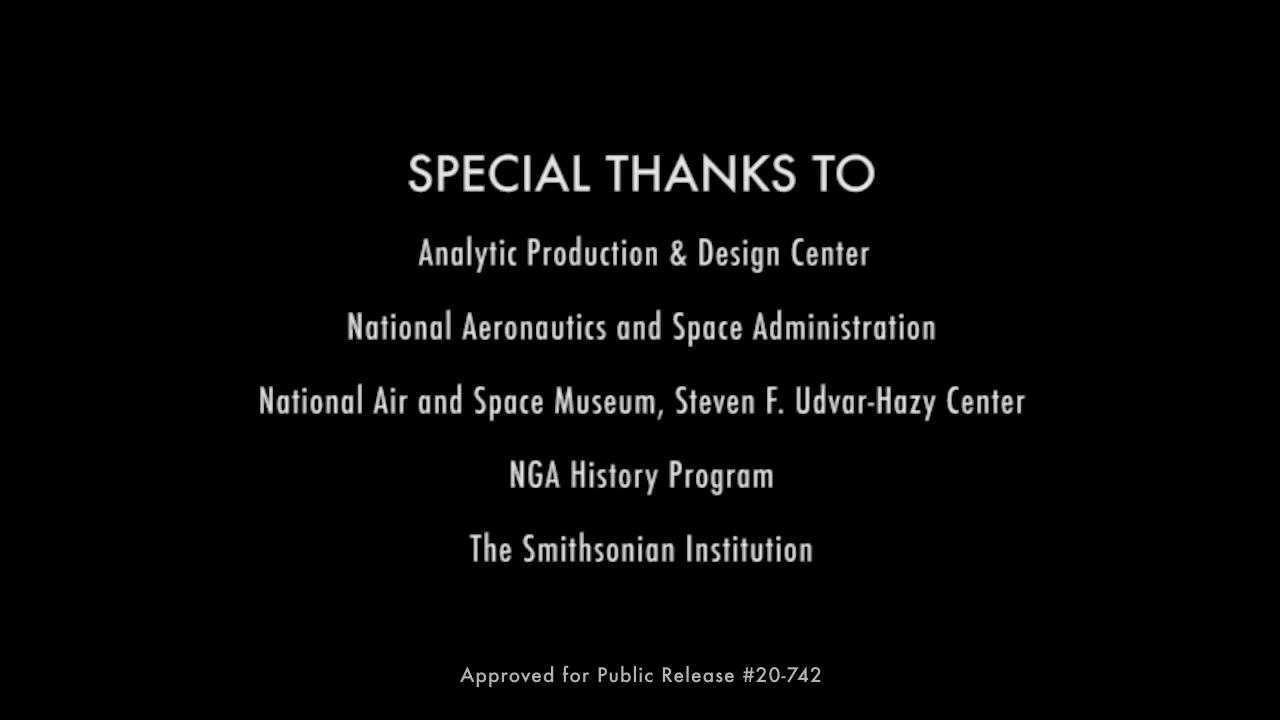 SPECIAL THANKS TO
Analytic Production & Design Center
National Aeronautics and Space Administration
National Air and Space Museum, Steven F. Udvar-Hazy Center
NGA History Program
The Smithsonian Institution
Approved for Public Release #20-742